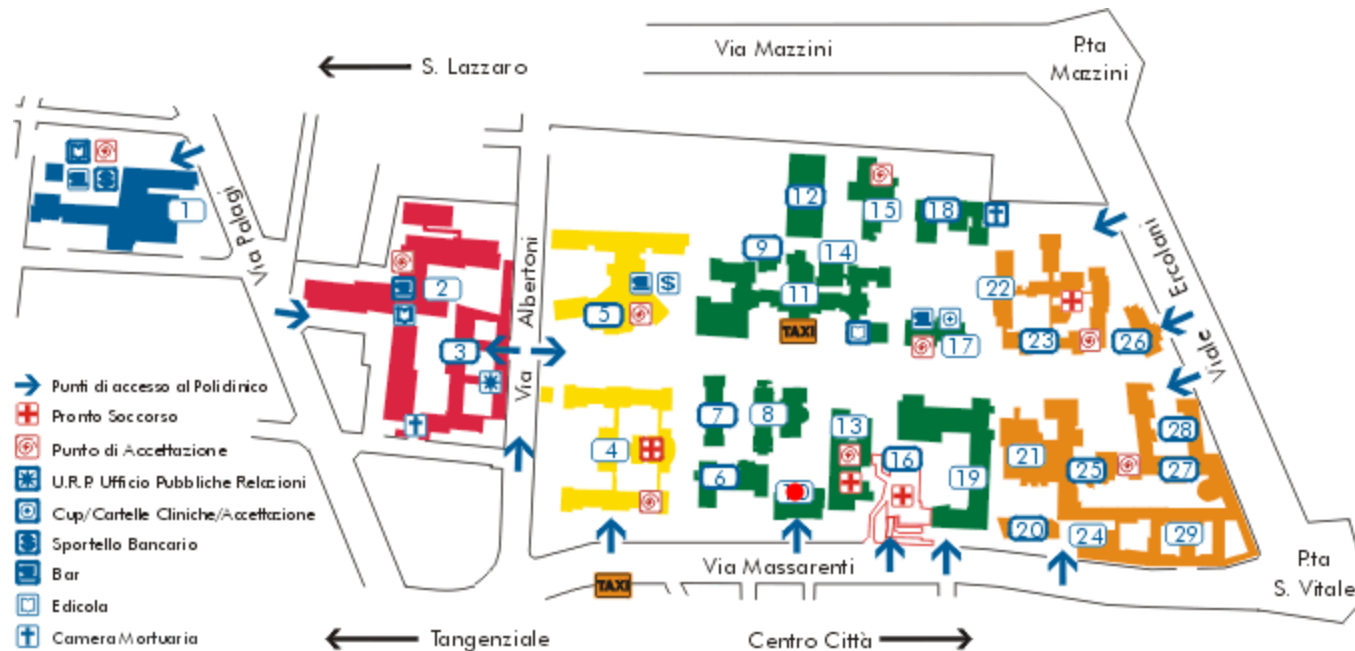 Via Mazzini
P.ta
Mazzini
S. Lazzaro
Via Palagi
Via Albertoni
Viale Ercolani
1
2
3
4
5
6
7
8
9
10
11
12
13
14
15
16
17
18
19
20
21
22
23
24
25
26
27
28
29
TAXI
TAXI
Punti di accesso al Policlinico
Pronto Soccorso
Punto di Accettazione
U.R.P. Ufficio Pubbliche Relazioni
Cup/Cartelle Cliniche/Accettazione
Sportello Bancario
Bar
Edicola
Camera Mortuaria
Via Massarenti
P.ta
S. Vitale
Tangenziale
Centro Città